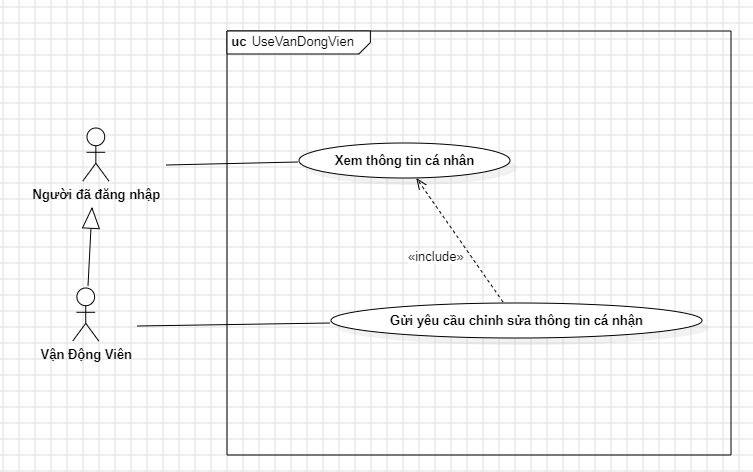 uc UseVanDongVien
Xem thông tin cá nhân
Người đã đăng nhập
«include»
Gửi yêu cầu chỉnh sửa thông tin cá nhận
Vận Động Viên